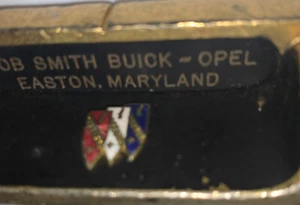 OB SMITH BUICK ~ OPEL
EASTON, MARYLAND